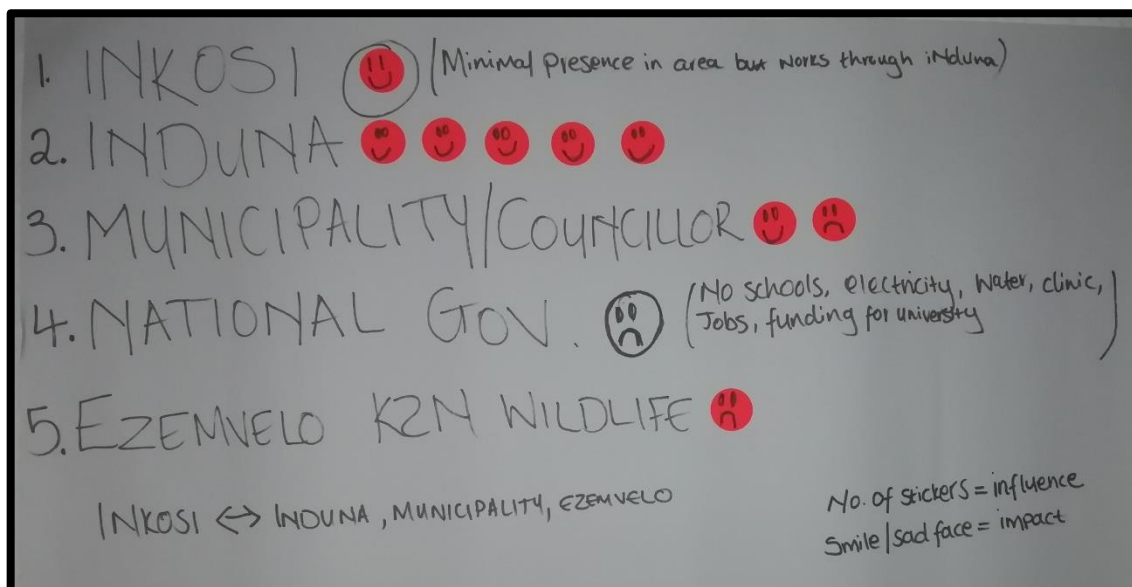 1. INKOSI (Minimal presence in area but works through iNduna)
2. INDUNA
3. MUNICIPALITY/COUNCILLOR
4. NATIONAL GOV. (No schools, electricity, Water, clinic,
Jobs, funding for university)
5. EZEMVELO KZN WILDLIFE
INKOSI <-> INDUNA, MUNICIPALITY, EZEMVELO
No. of stickers = influence
Smile/sad face = impact